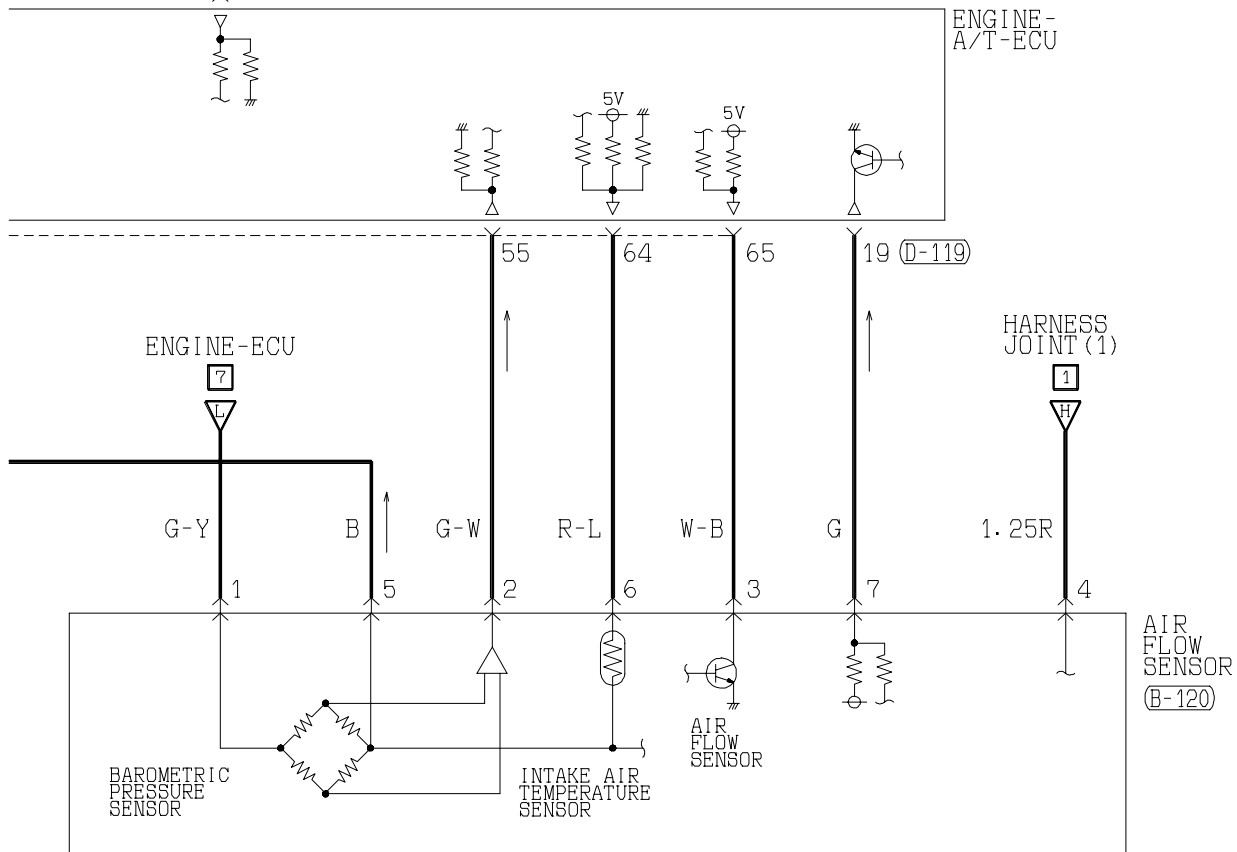 ENGINE-
A/T-ECU
5V
5V
55
64
65
19 (D-119)
ENGINE-ECU
7
L
HARNESS
JOINT(1)
1
H
G-Y
B
G-W
R-L
W-B
G
1.25R
1
5
2
6
3
7
4
AIR
FLOW
SENSOR
(B-120)
AIR
FLOW
SENSOR
BAROMETRIC
PRESSURE
SENSOR
INTAKE AIR
TEMPERATURE
SENSOR